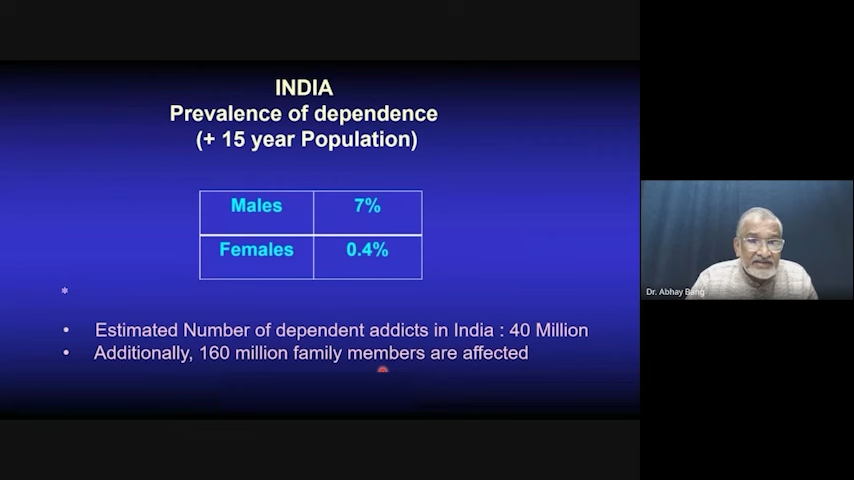 INDIA
Prevalence of dependence
(+ 15 year Population)
Males 7%
Females 0.4%
*
• Estimated Number of dependent addicts in India : 40 Million
• Additionally, 160 million family members are affected
Dr. Abhay Bang